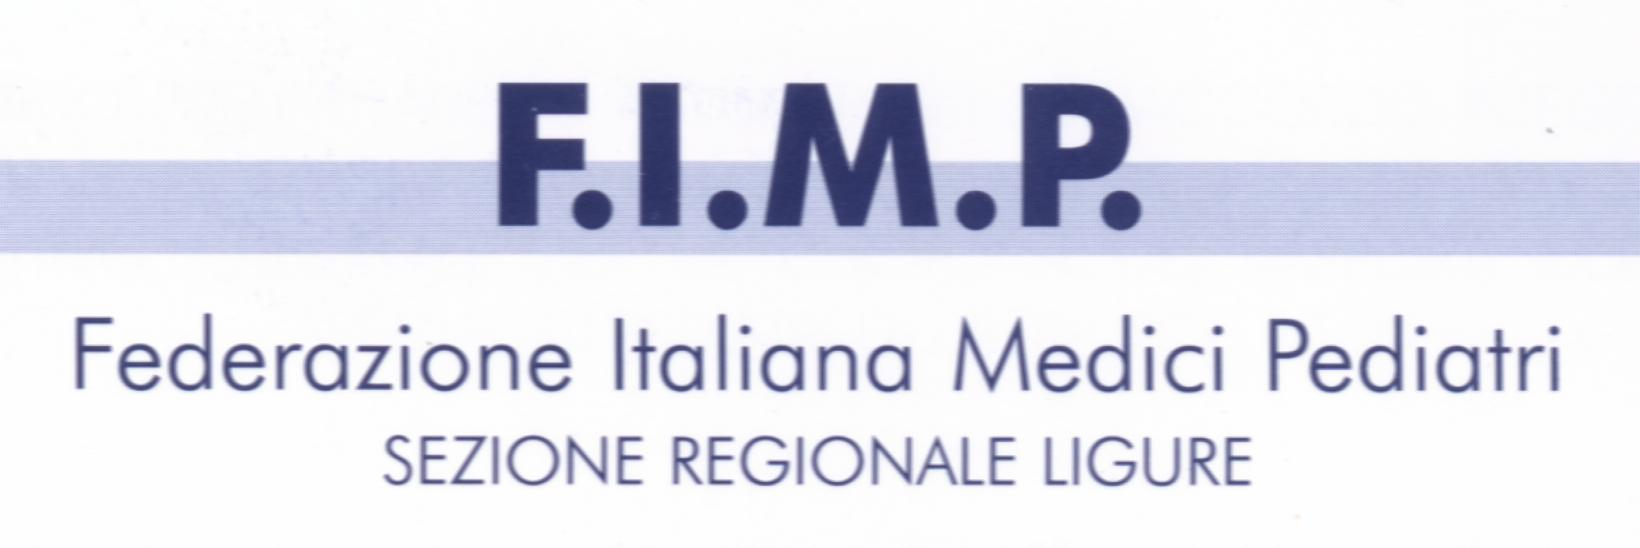 F.I.M.P.
Federazione Italiana Medici Pediatri
SEZIONE REGIONALE LIGURE